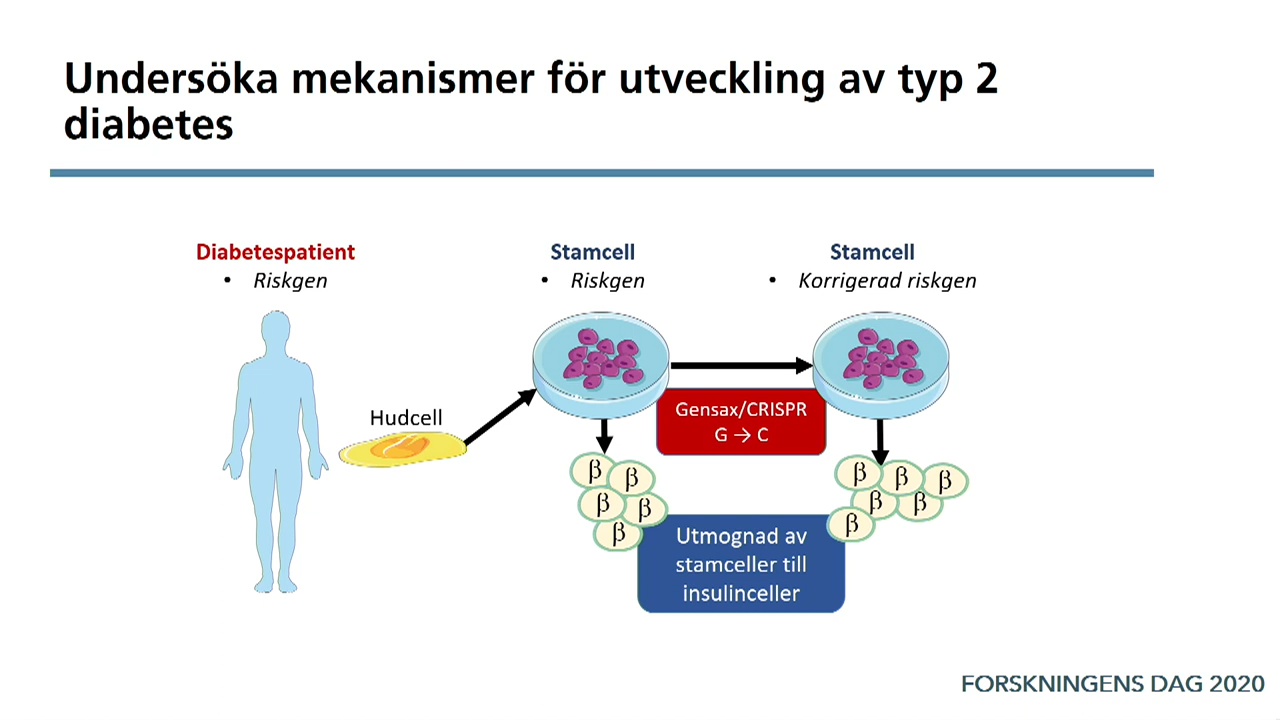 Undersöka mekanismer för utveckling av typ 2
diabetes
Diabetespatient
• Riskgen
Stamcell
• Riskgen
Stamcell
• Korrigerad riskgen
Hudcell
Gensax/CRISPR
G → C
β
β
β
β
β
β
β
β
β
β
β
Utmognad av
stamceller till
insulinceller
FORSKNINGENS DAG 2020